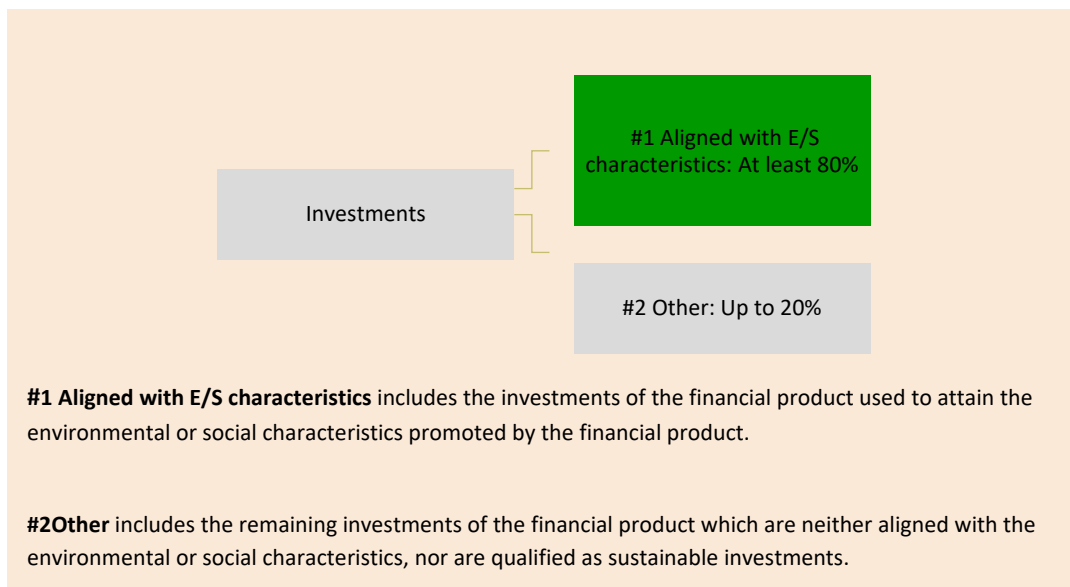 #1 Aligned with E/S
characteristics: At least 80%
Investments
#2 Other: Up to 20%
#1 Aligned with E/S characteristics includes the investments of the financial product used to attain the
environmental or social characteristics promoted by the financial product.
#2Other includes the remaining investments of the financial product which are neither aligned with the
environmental or social characteristics, nor are qualified as sustainable investments.